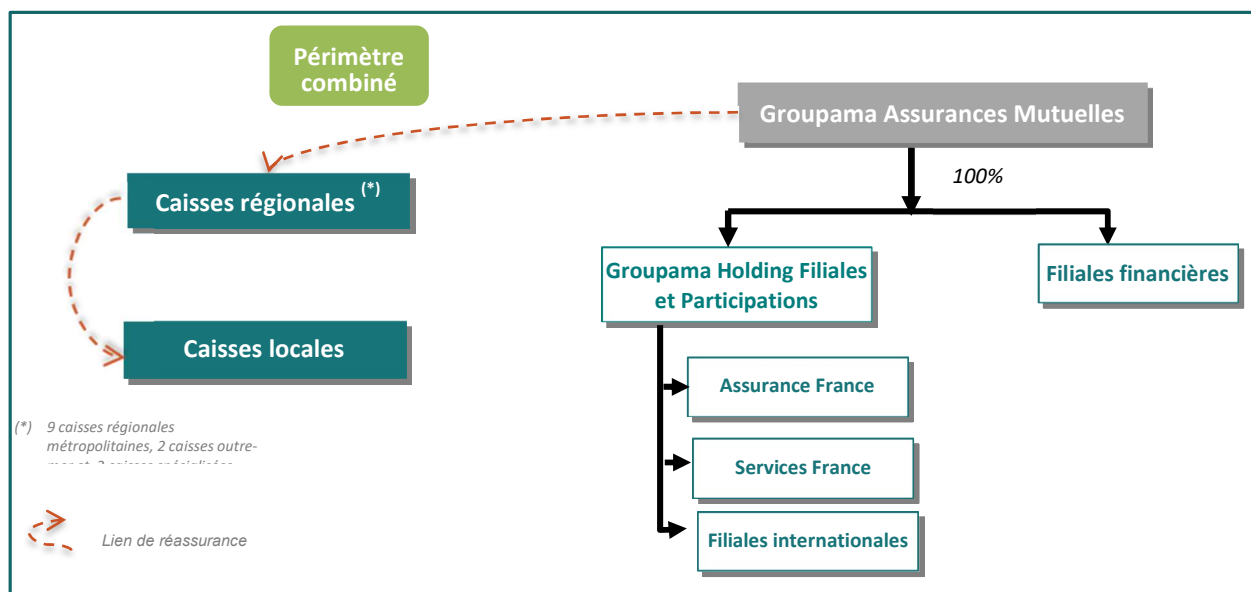 Périmètre
combiné
Groupama Assurances Mutuelles
100%
Caisses régionales (*)
Groupama Holding Filiales
et Participations
Filiales financières
Caisses locales
Assurance France
Services France
Filiales internationales
(*) 9 caisses régionales
métropolitaines, 2 caisses outre-
Lien de réassurance